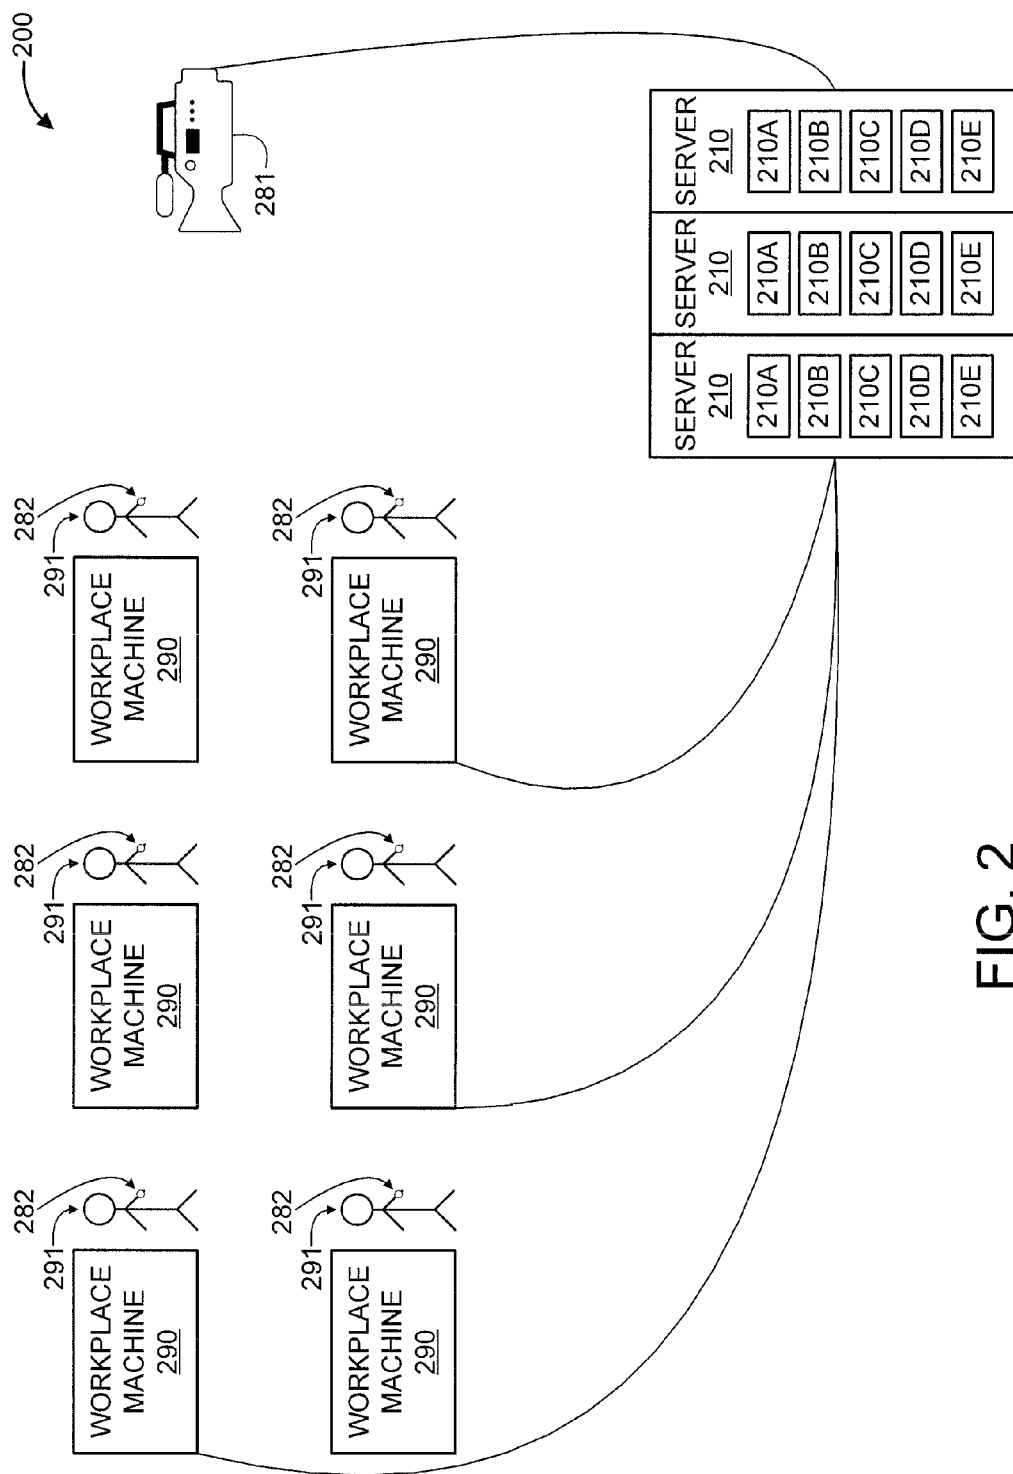 200
282
291
WORKPLACE
MACHINE
290
282
291
WORKPLACE
MACHINE
290
282
291
WORKPLACE
MACHINE
290
281
282
291
WORKPLACE
MACHINE
290
282
291
WORKPLACE
MACHINE
290
282
291
WORKPLACE
MACHINE
290
SERVER
210
210A
210B
210C
210D
210E
SERVER
210
210A
210B
210C
210D
210E
SERVER
210
210A
210B
210C
210D
210E
FIG. 2